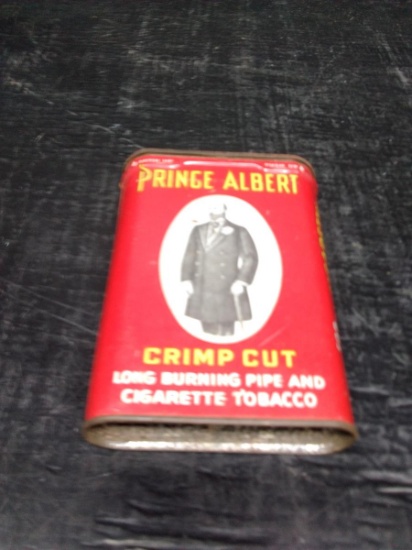 PRINCE ALBERT
CRIMP CUT
LONG BURNING PIPE AND
CIGARETTE TOBACCO